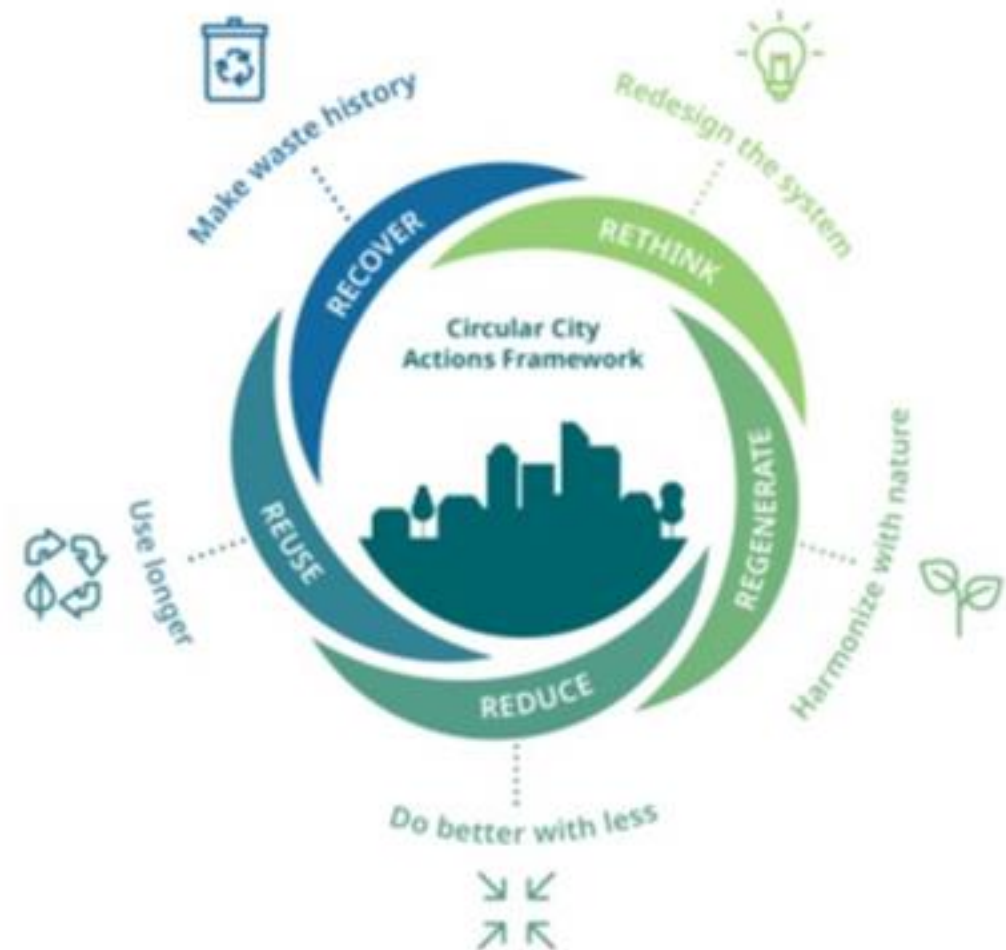 Make waste history
Redesign the system
RECOVER
RETHINK
Circular City
Actions Framework
REGENERATE
Harmonize with nature
REUSE
Use longer
REDUCE
Do better with less